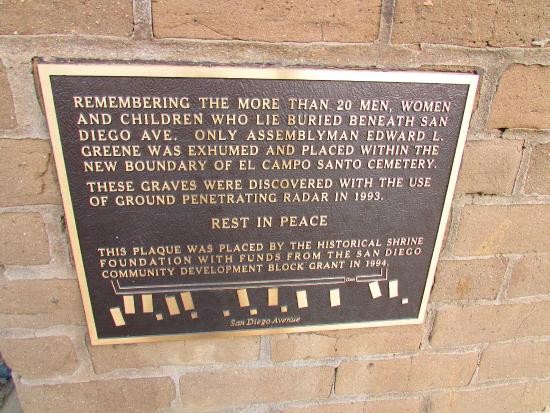 REMEMBERING THE MORE THAN 20 MEN, WOMEN
AND CHILDREN WHO LIE BURIED BENEATH SAN
DIEGO AVE. ONLY ASSEMBLYMAN EDWARD L.
GREENE WAS EXHUMED AND PLACED WITHIN THE
NEW BOUNDARY OF EL CAMPO SANTO CEMETERY.
THESE GRAVES WERE DISCOVERED WITH THE USE
OF GROUND PENETRATING RADAR IN 1993.
REST IN PEACE
THIS PLAQUE WAS PLACED BY THE HISTORICAL SHRINE
FOUNDATION WITH FUNDS FROM THE SAN DIEGO
COMMUNITY DEVELOPMENT BLOCK GRANT IN 1994.
San Diego Avenue